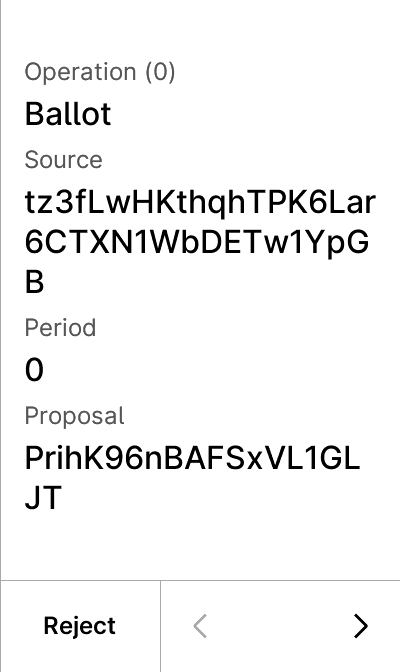 Operation (0)
Ballot
Source
tz3fLwHKthqhTPK6Lar
6CTXN1WbDETw1YpG
B
Period
0
Proposal
PrihK96nBAFSxVL1GL
JT
Reject